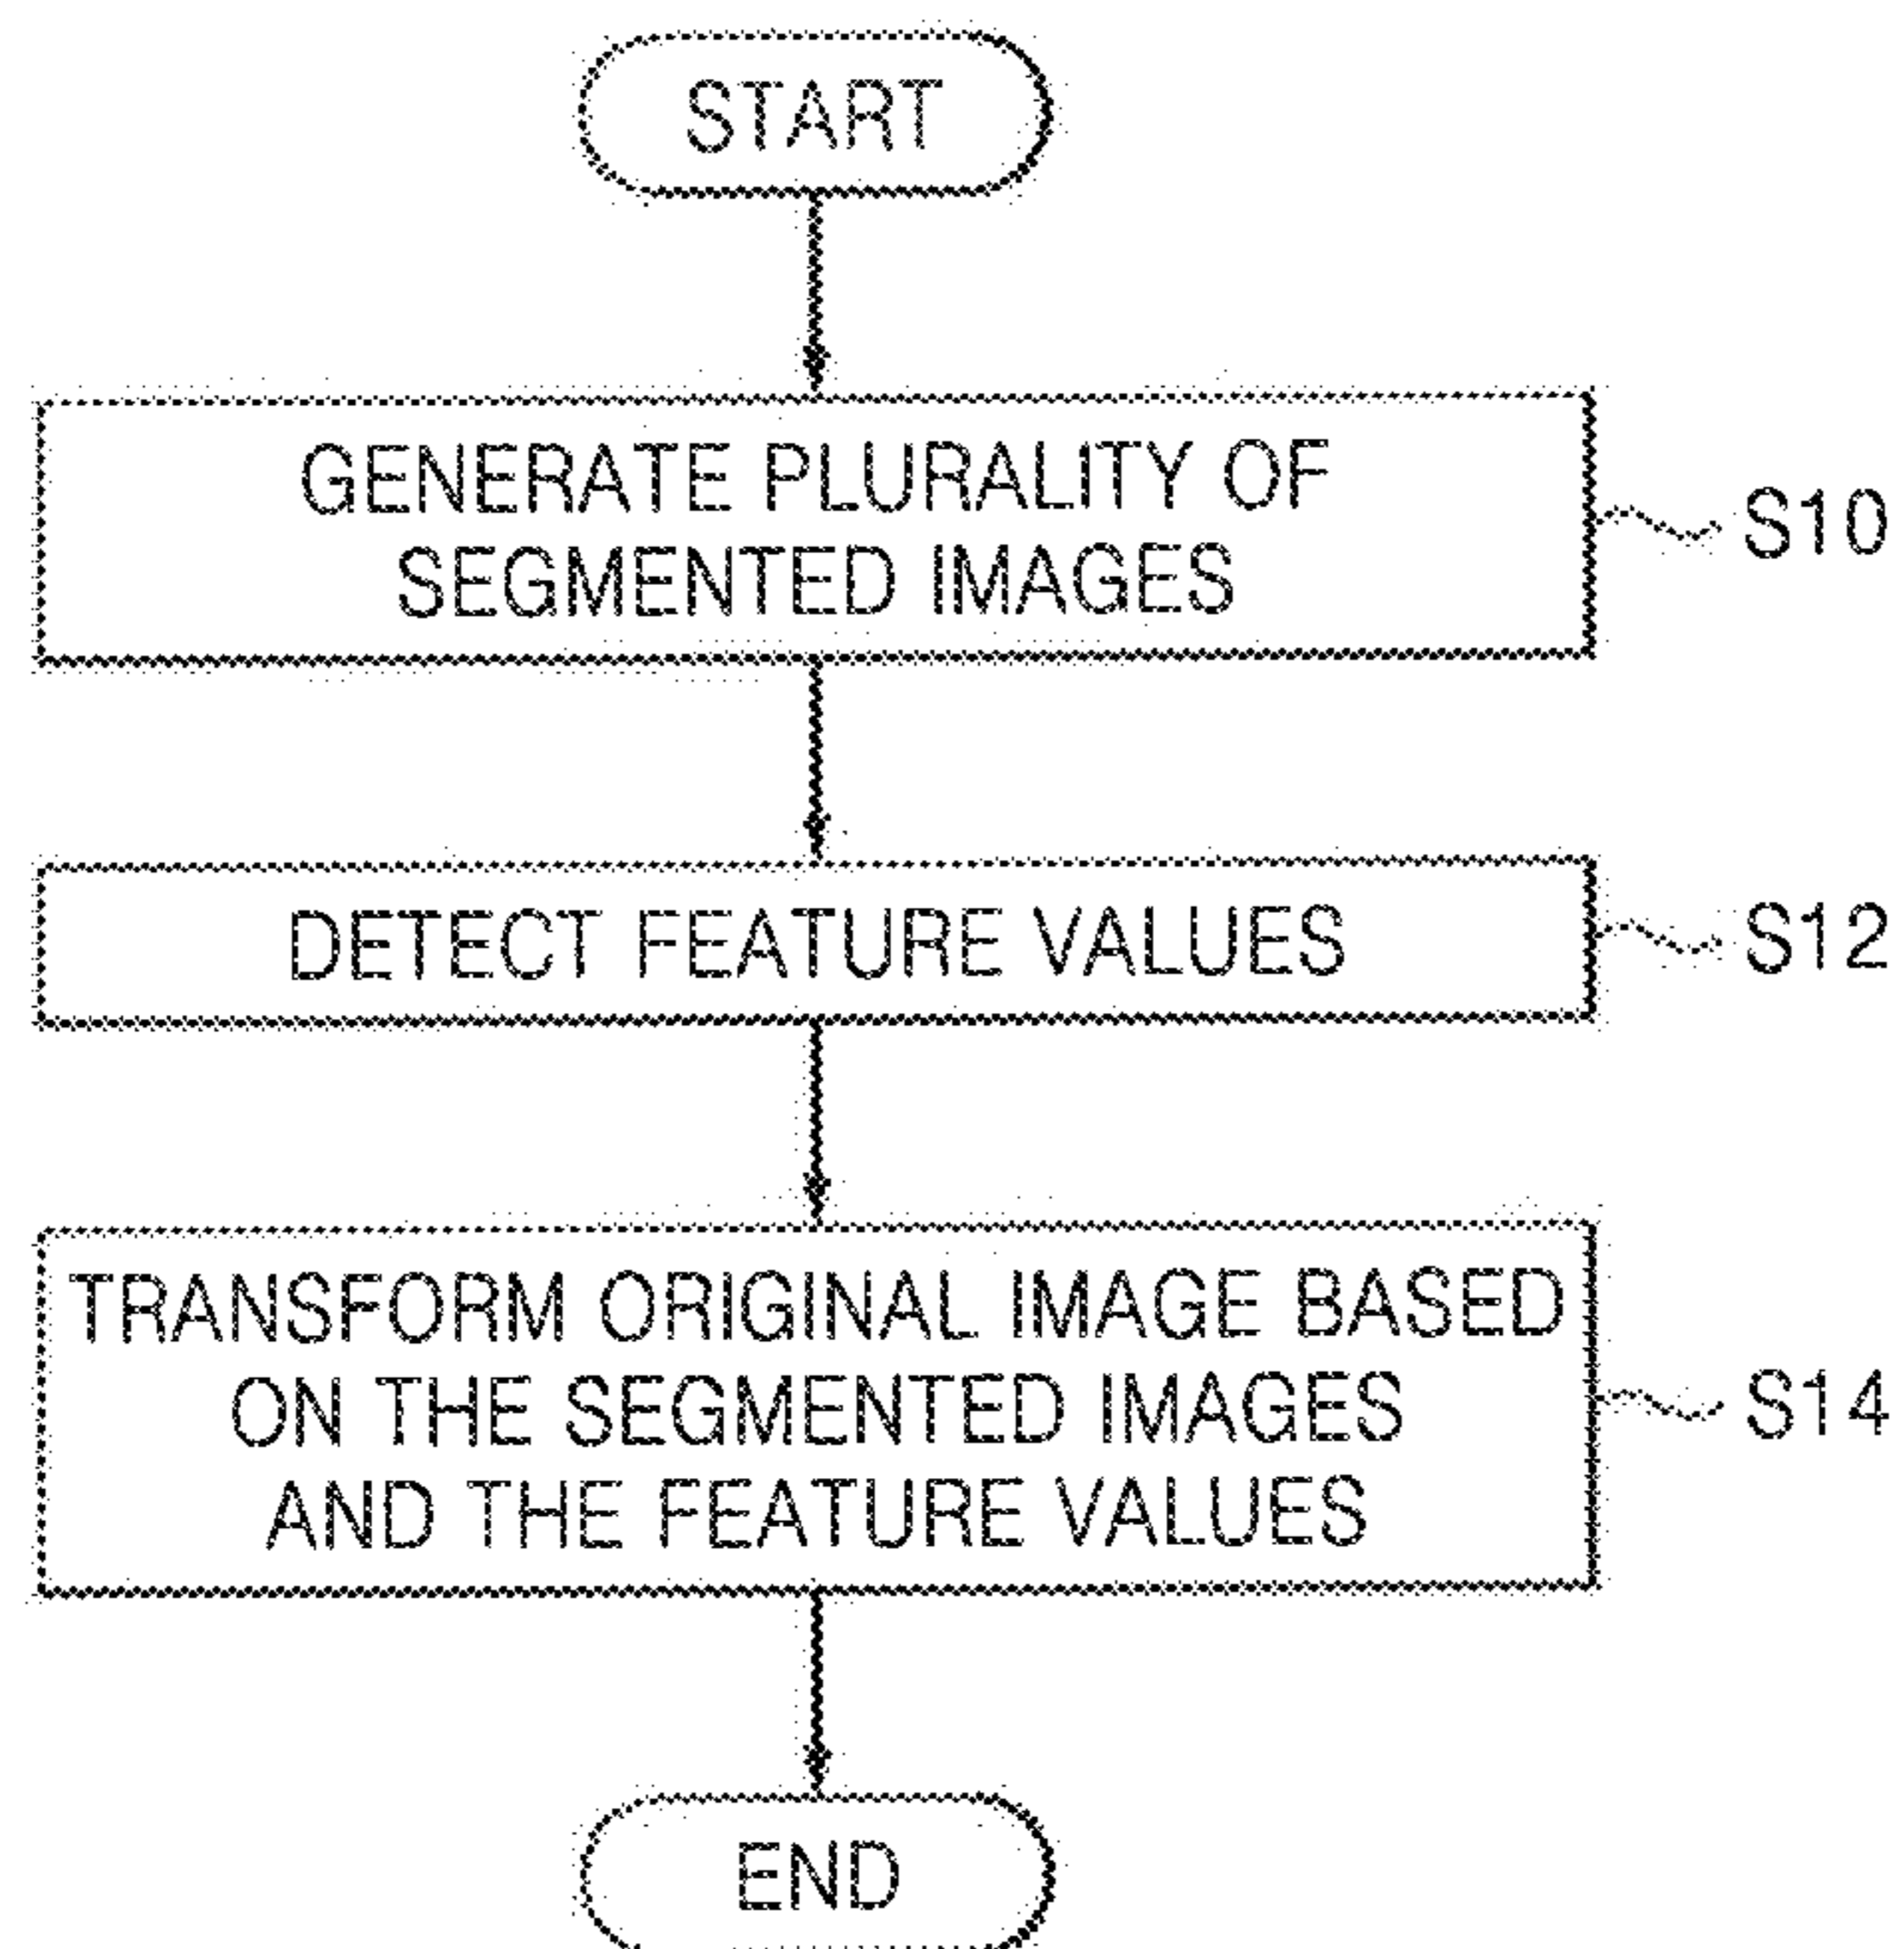 START
GENERATE PLURALITY OF
SEGMENTED IMAGES
S10
DETECT FEATURE VALUES
S12
TRANSFORM ORIGINAL IMAGE BASED
ON THE SEGMENTED IMAGES
AND THE FEATURE VALUES
S14
END